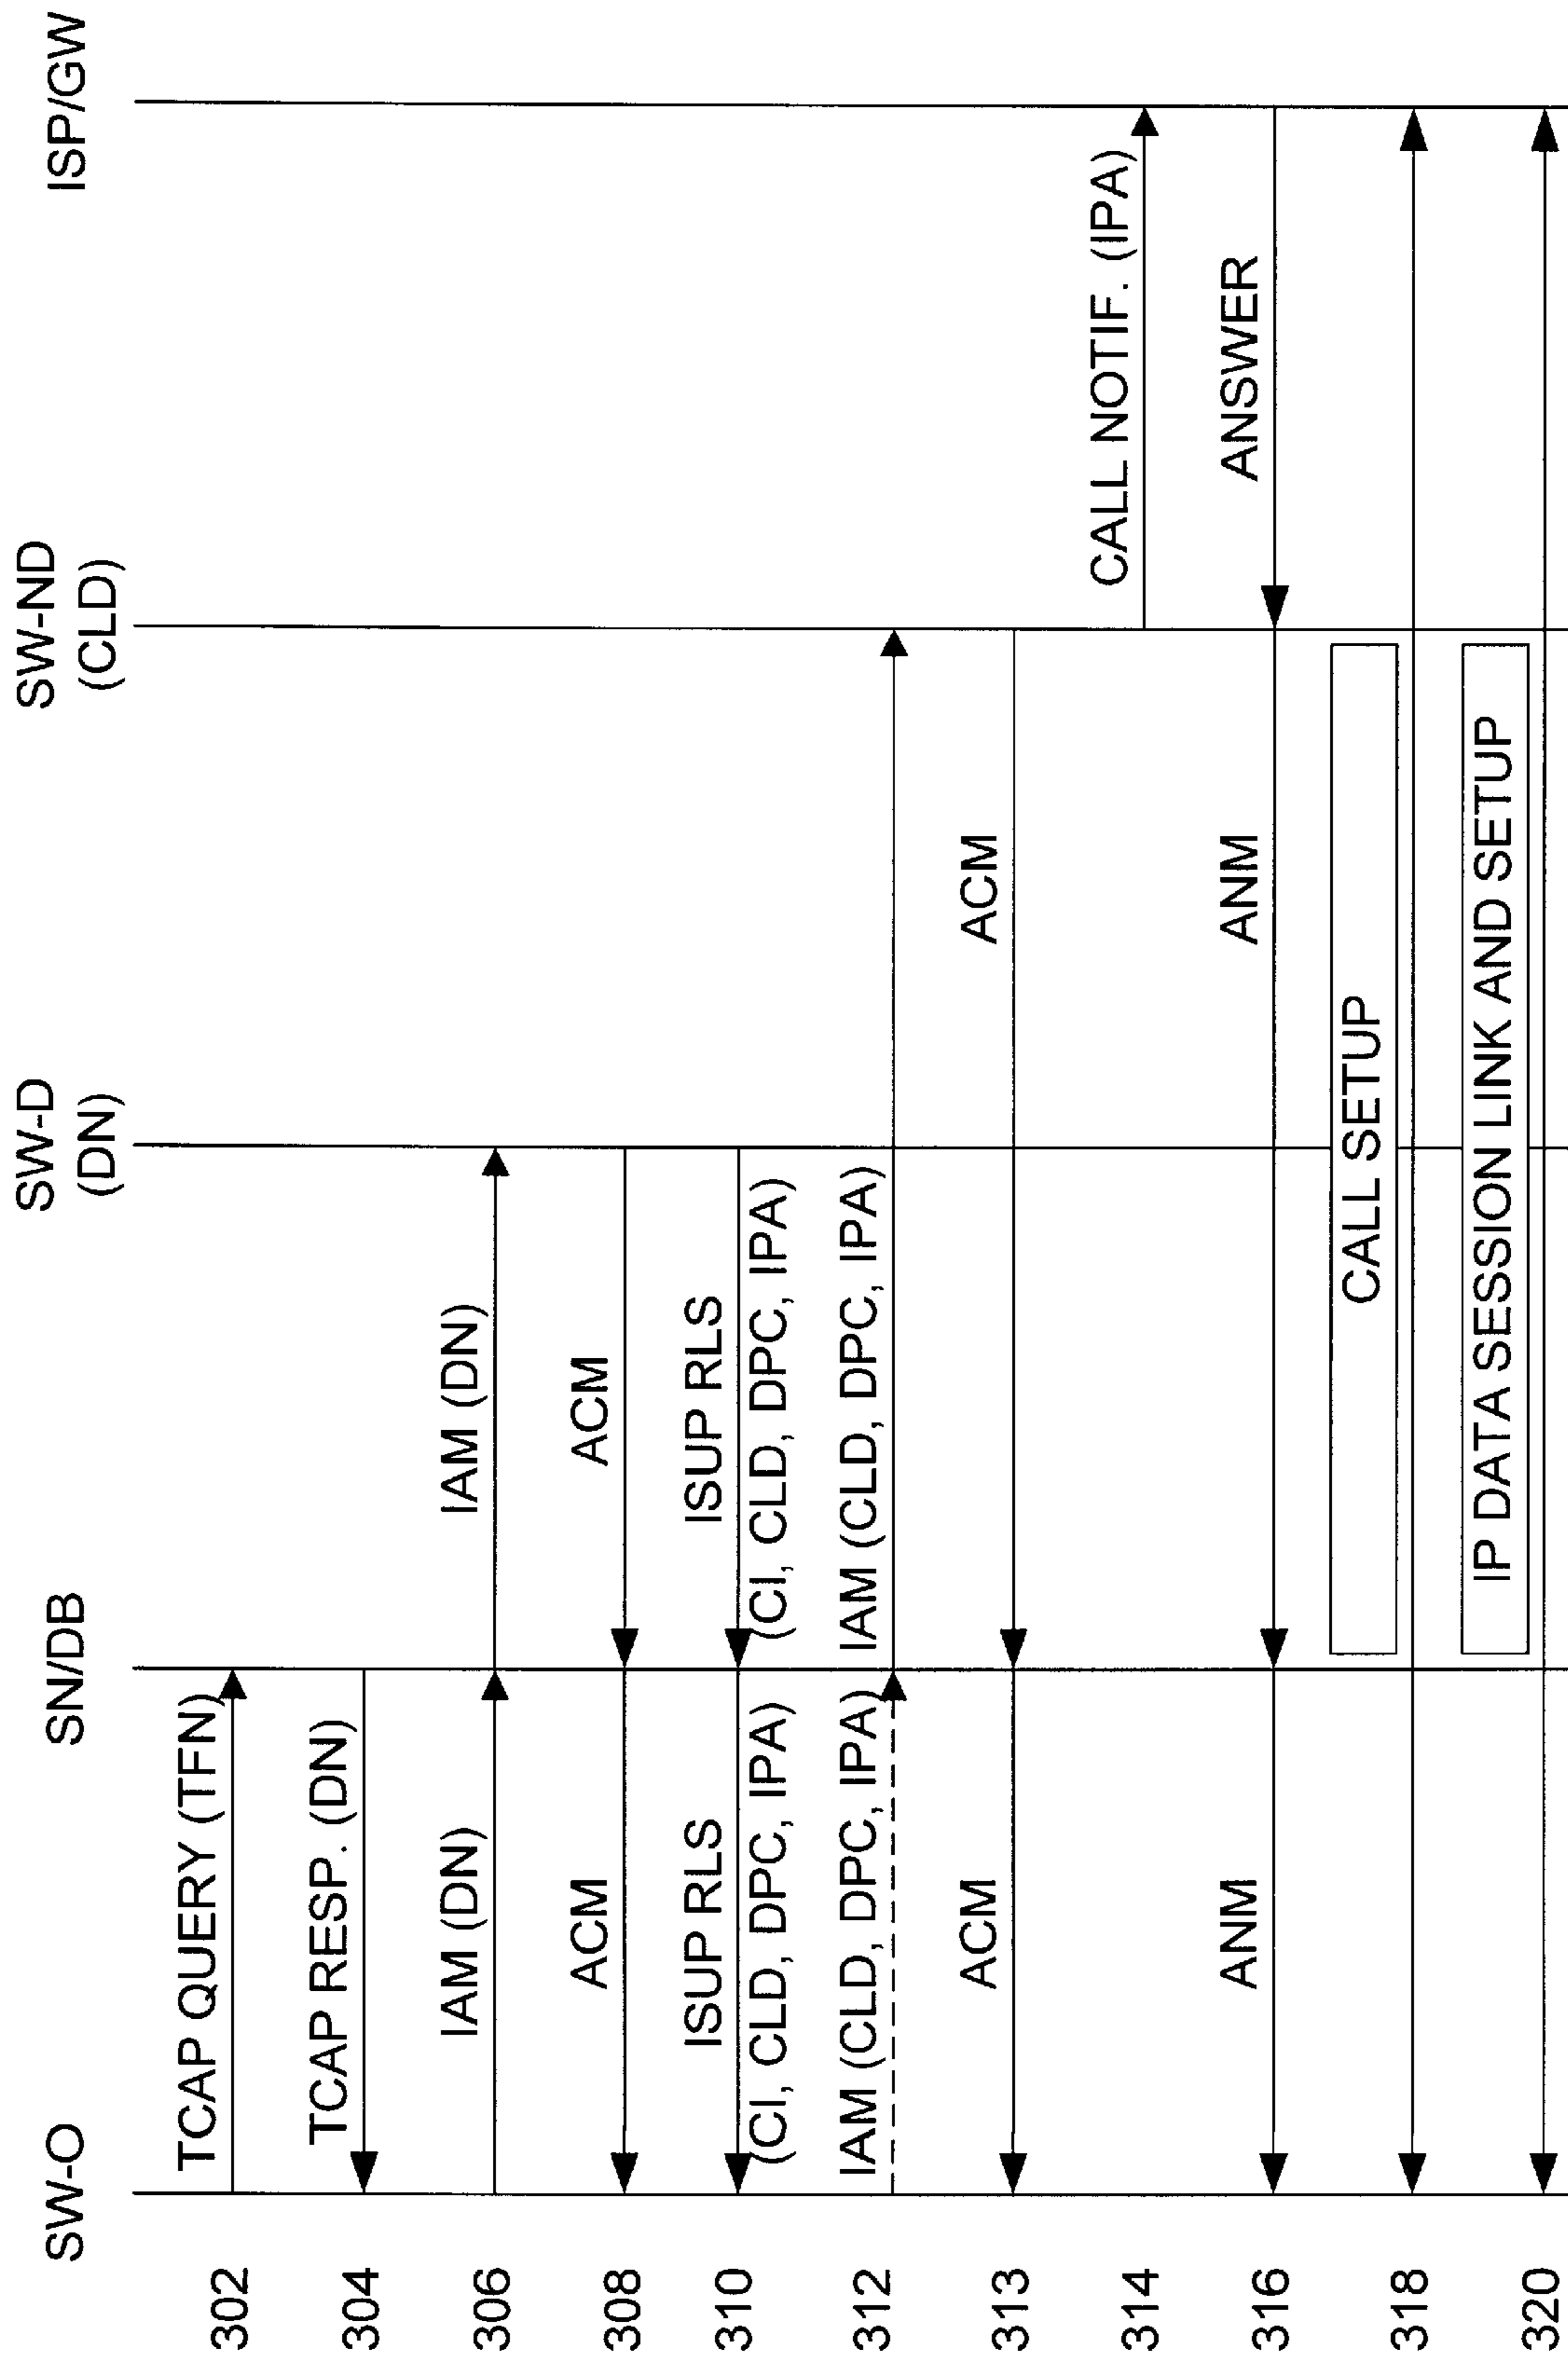 SW-O
SN/DB
SW-D
(DN)
SW-ND
(CLD)
ISP/GW
302
TCAP QUERY (TFN)
304
TCAP RESP. (DN)
306
IAM (DN)
IAM (DN)
308
ACM
ACM
310
ISUP RLS
(CI, CLD, DPC, IPA)
ISUP RLS
(CI, CLD, DPC, IPA)
312
IAM (CLD, DPC, IPA)
IAM (CLD, DPC, IPA)
313
ACM
ACM
314
CALL NOTIF. (IPA)
316
ANM
ANM
ANSWER
318
CALL SETUP
320
IP DATA SESSION LINK AND SETUP